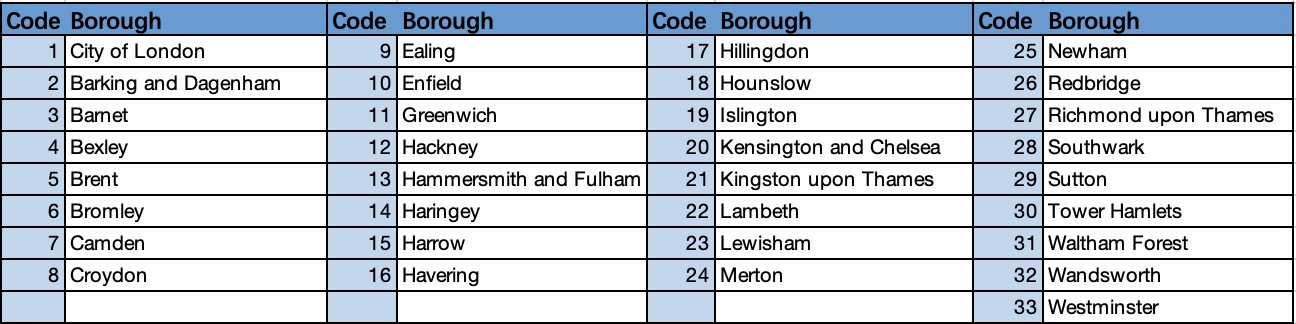 Code Borough Code Borough Code Borough Code Borough
1 City of London 9 Ealing 17 Hillingdon 25 Newham
2 Barking and Dagenham 10 Enfield 18 Hounslow 26 Redbridge
3 Barnet 11 Greenwich 19 Islington 27 Richmond upon Thames
4 Bexley 12 Hackney 20 Kensington and Chelsea 28 Southwark
5 Brent 13 Hammersmith and Fulham 21 Kingston upon Thames 29 Sutton
6 Bromley 14 Haringey 22 Lambeth 30 Tower Hamlets
7 Camden 15 Harrow 23 Lewisham 31 Waltham Forest
8 Croydon 16 Havering 24 Merton 32 Wandsworth
33 Westminster